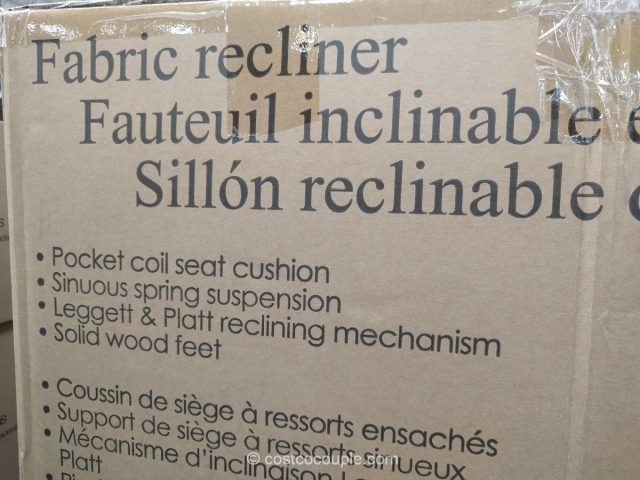 Fabric recliner
Fauteuil inclinable
Sillón reclinable
• Pocket coil seat cushion
• Sinuous spring suspension
• Leggett & Platt reclining mechanism
• Solid wood feet
• Coussin de siège à ressorts ensachés
• Support de siège à ressorts sinueux
• Mécanisme d'inclinaison
Platt
© costcocouple.com